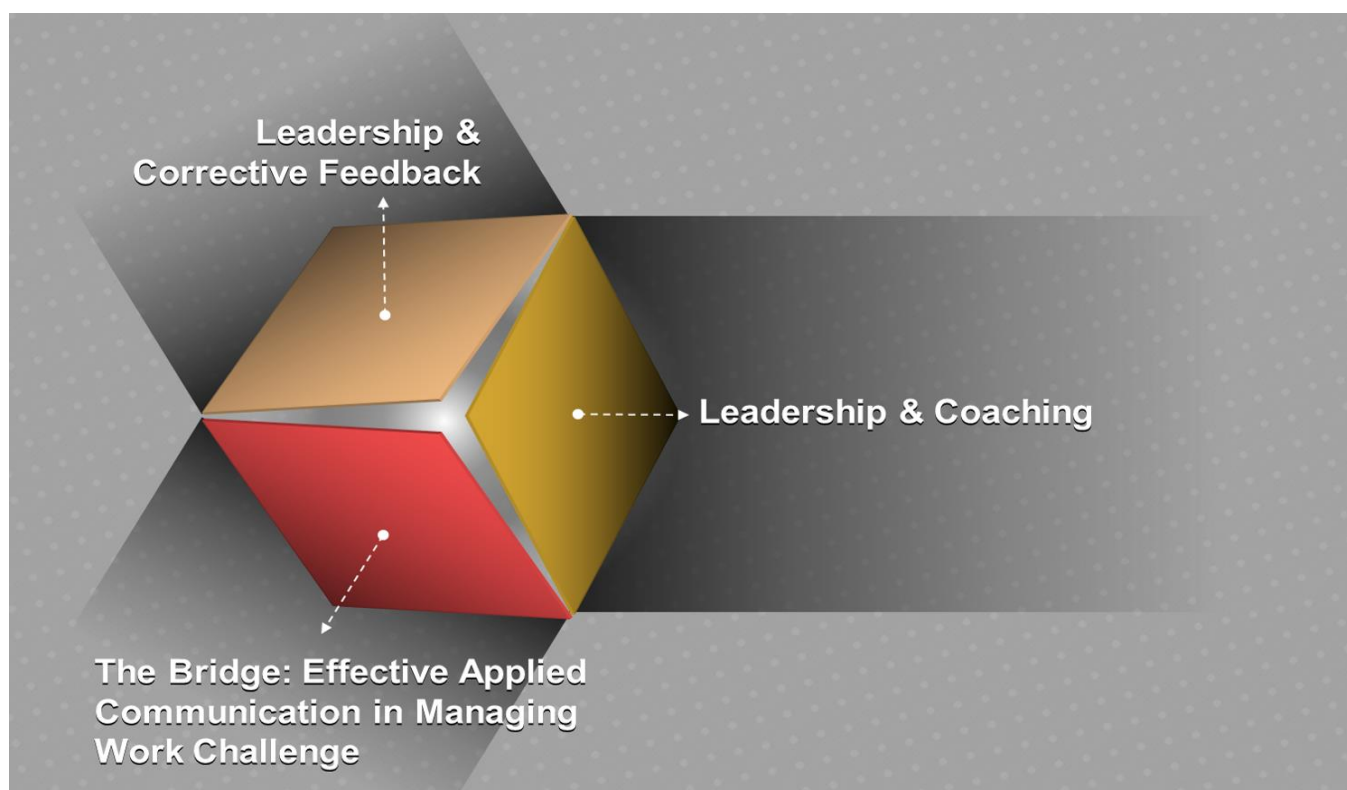 Leadership &
Corrective Feedback
Leadership & Coaching
The Bridge: Effective Applied
Communication in Managing
Work Challenge